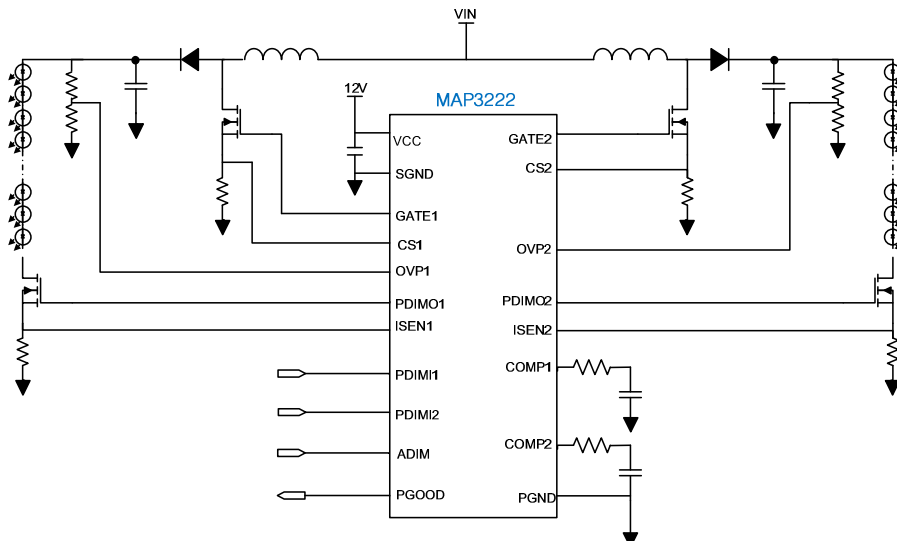 VIN
12V
MAP3222
VCC
SGND
GATE1
CS1
OVP1
PDIMO1
ISEN1
PDIMI1
PDIMI2
ADIM
PGOOD
GATE2
CS2
OVP2
PDIMO2
ISEN2
COMP1
COMP2
PGND